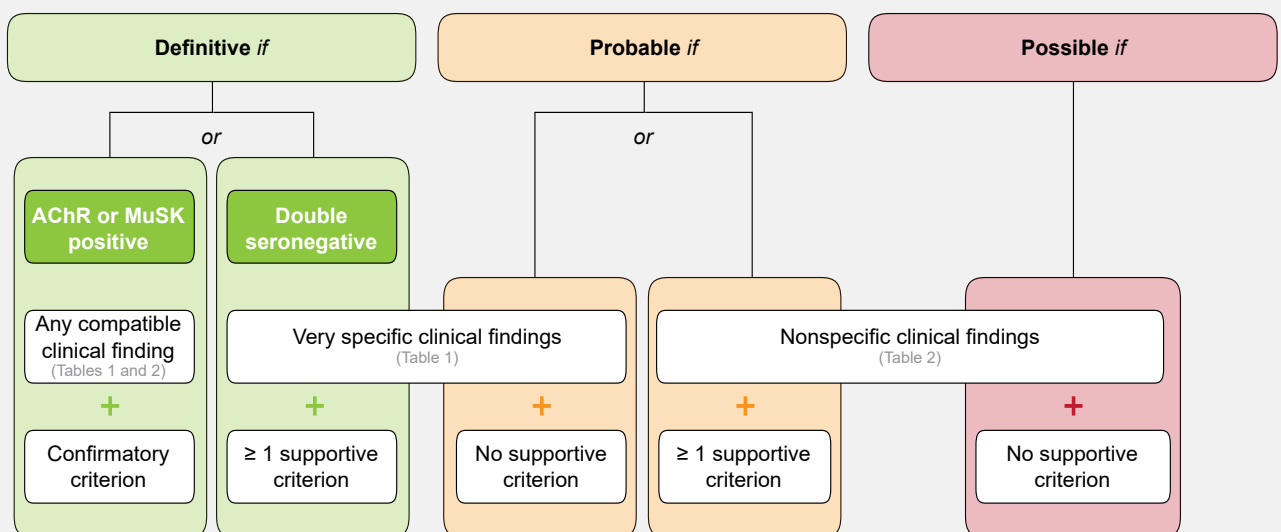 Definitive if
Probable if
Possible if
or
or
AChR or MuSK
positive
Double
seronegative
Any compatible
clinical finding
(Tables 1 and 2)
Very specific clinical findings
(Table 1)
Nonspecific clinical findings
(Table 2)
+
+
+
+
+
Confirmatory
criterion
≥ 1 supportive
criterion
No supportive
criterion
≥ 1 supportive
criterion
No supportive
criterion